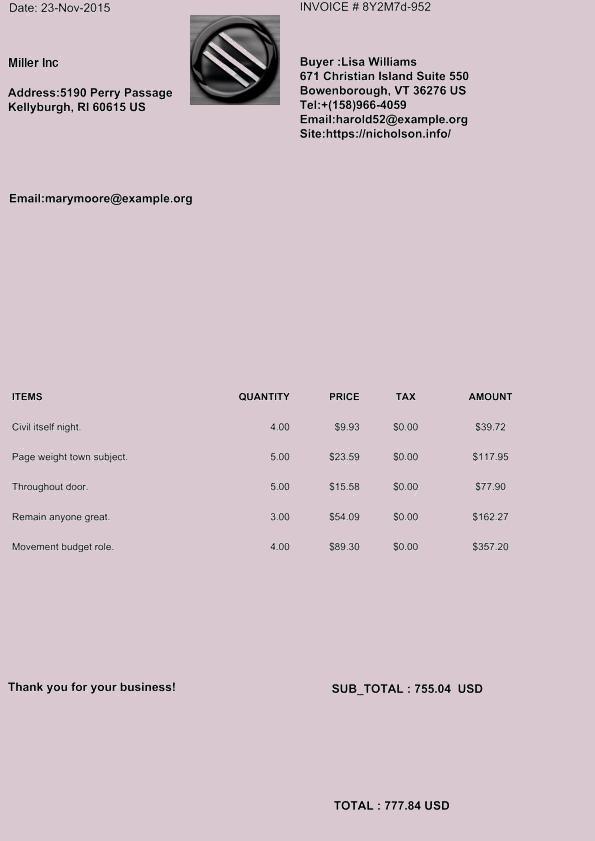 Date: 23-Nov-2015
INVOICE # 8Y2M7d-952
Miller Inc
Address:5190 Perry Passage
Kellyburgh, RI 60615 US
Buyer :Lisa Williams
671 Christian Island Suite 550
Bowenborough, VT 36276 US
Tel:+(158)966-4059
Email:harold52@example.org
Site:https://nicholson.info/
Email:marymoore@example.org
ITEMS QUANTITY PRICE TAX AMOUNT
Civil itself night. 4.00 $9.93 $0.00 $39.72
Page weight town subject. 5.00 $23.59 $0.00 $117.95
Throughout door. 5.00 $15.58 $0.00 $77.90
Remain anyone great. 3.00 $54.09 $0.00 $162.27
Movement budget role. 4.00 $89.30 $0.00 $357.20
Thank you for your business!
SUB_TOTAL : 755.04 USD
TOTAL : 777.84 USD